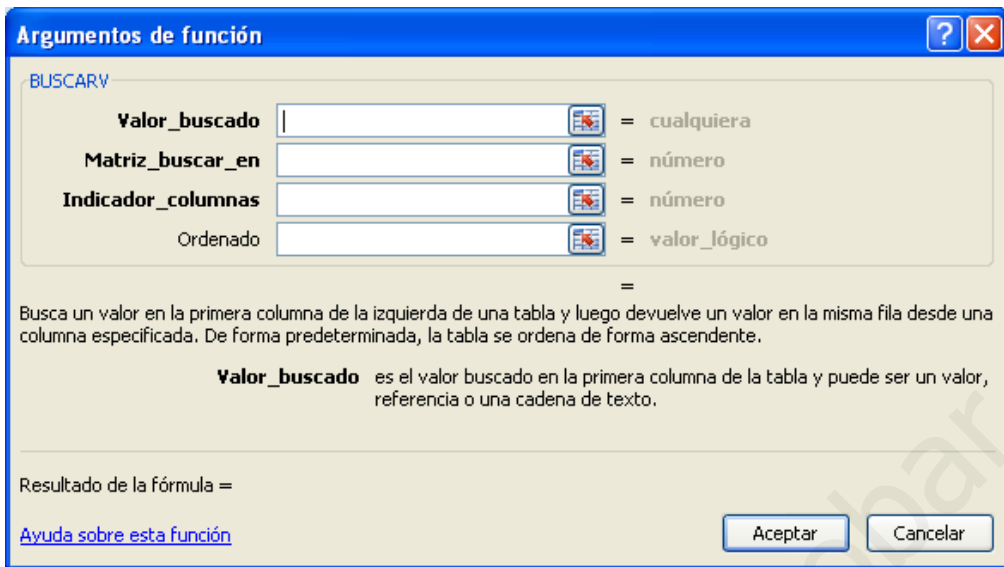 Argumentos de función
BUSCARV
Valor_buscado = cualquiera
Matriz_buscar_en = número
Indicador_columnas = número
Ordenado = valor_lógico
=
Busca un valor en la primera columna de la izquierda de una tabla y luego devuelve un valor en la misma fila desde una
columna especificada. De forma predeterminada, la tabla se ordena de forma ascendente.
Valor_buscado es el valor buscado en la primera columna de la tabla y puede ser un valor,
referencia o una cadena de texto.
Resultado de la fórmula =
Ayuda sobre esta función
Aceptar Cancelar